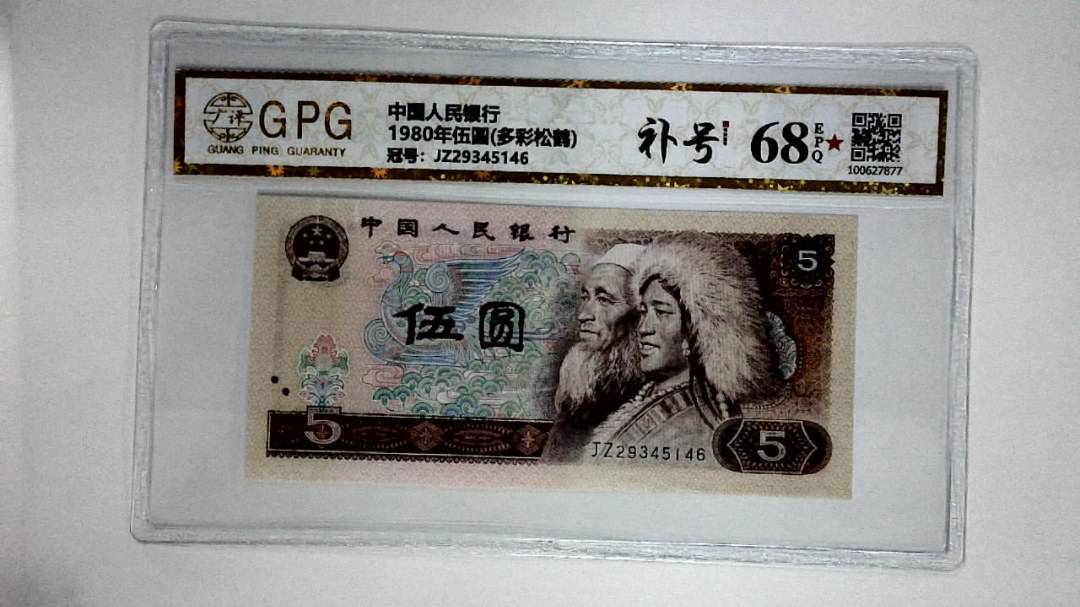 广评 GPG
GUANG PING GUARANTY
中国人民银行
1980年伍圆(多彩松鹤)
冠号：JZ29345146
补号
68 EPQ
100627877
中国人民银行
5
伍圆
5
JZ29345146
5